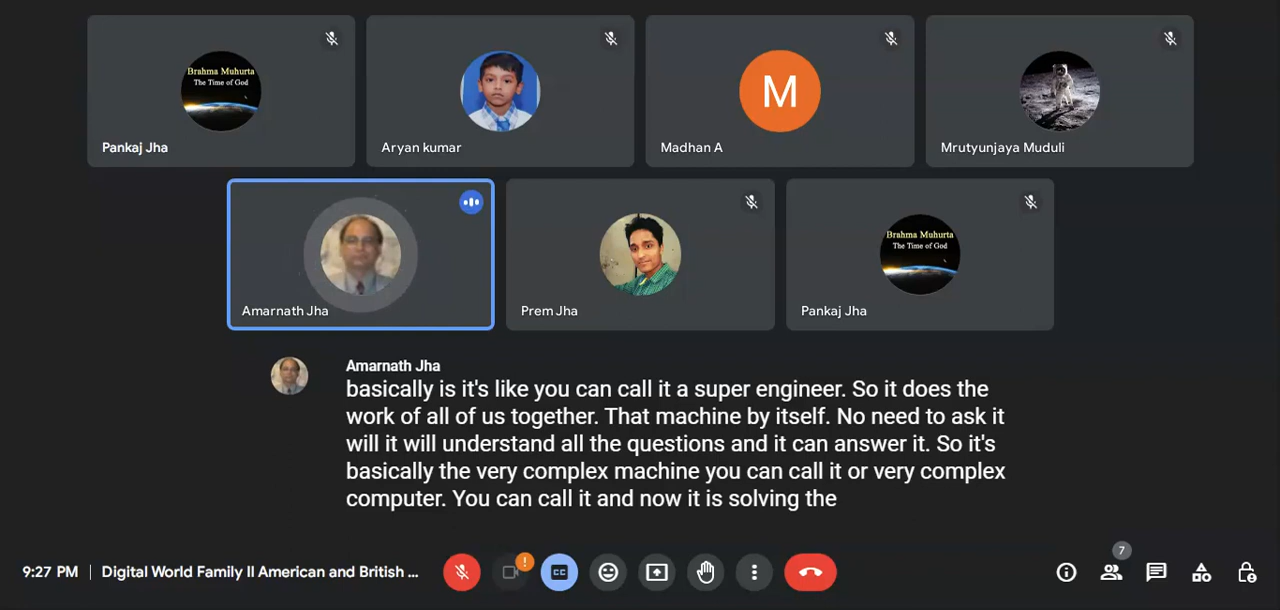 Brahma Muhurta
The Time of God
Pankaj Jha
Aryan kumar
M
Madhan A
Mrutyunjaya Muduli
Amarnath Jha
Prem Jha
Brahma Muhurta
The Time of God
Pankaj Jha
Amarnath Jha
basically is it's like you can call it a super engineer. So it does the
work of all of us together. That machine by itself. No need to ask it
will it will understand all the questions and it can answer it. So it's
basically the very complex machine you can call it or very complex
computer. You can call it and now it is solving the
7
!
CC
9:27 PM | Digital World Family II American and British ...